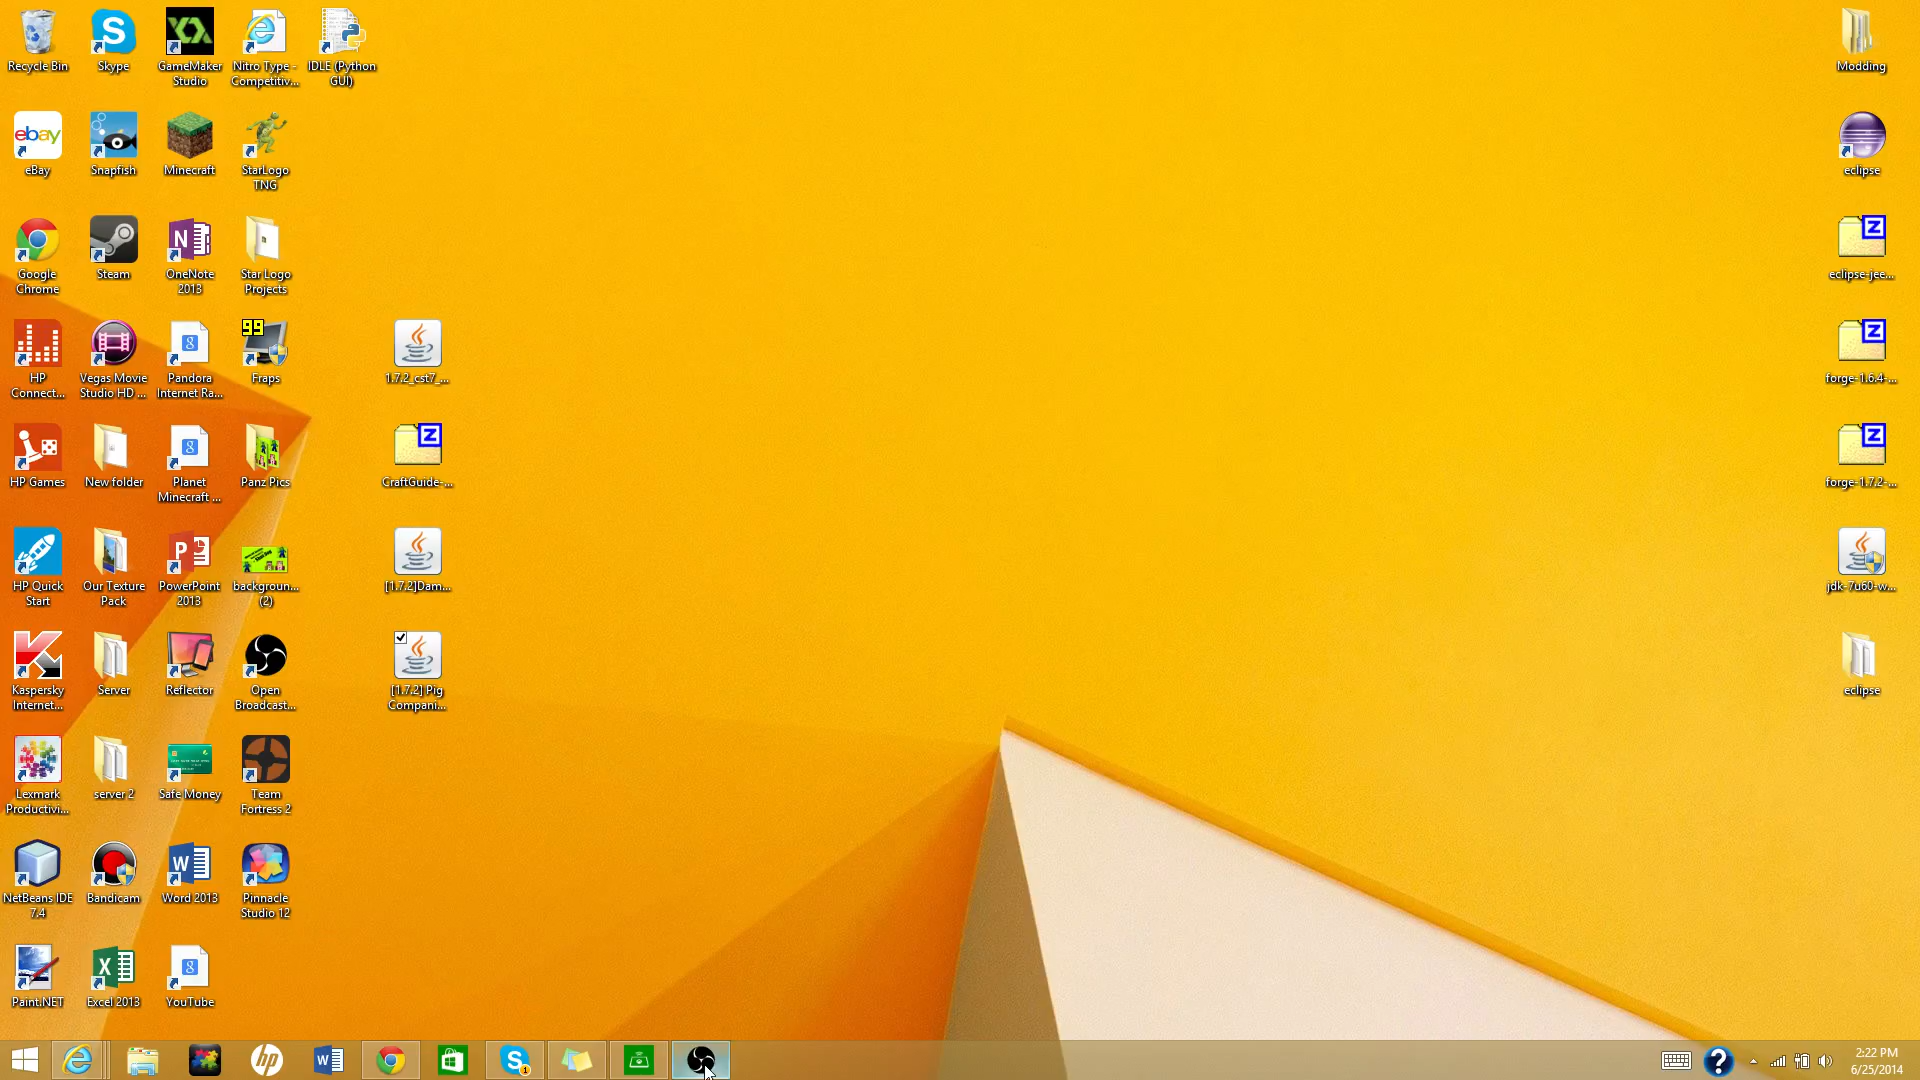 Recycle Bin
Skype
GameMaker
Studio
Nitro Type -
Competitiv...
IDLE (Python
GUI)
Modding
ebay
eBay
Snapfish
Minecraft
StarLogo
TNG
eclipse
Google
Chrome
Steam
OneNote
2013
Star Logo
Projects
eclipse-jee...
HP
Connect...
Vegas Movie
Studio HD ...
Pandora
Internet Ra...
99
Fraps
1.7.2_cst7_...
forge-1.6.4-...
HP Games
New folder
Planet
Minecraft ...
Panz Pics
CraftGuide-...
forge-1.7.2-...
HP Quick
Start
Our Texture
Pack
PowerPoint
2013
backgroun...
(2)
[1.7.2]Dam...
jdk-7u60-w...
Kaspersky
Internet...
Server
Reflector
Open
Broadcast...
[1.7.2] Pig
Compani...
eclipse
Lexmark
Productivi...
server 2
Safe Money
Team
Fortress 2
NetBeans IDE
7.4
Bandicam
Word 2013
Pinnacle
Studio 12
Paint.NET
Excel 2013
YouTube
2:22 PM
6/25/2014